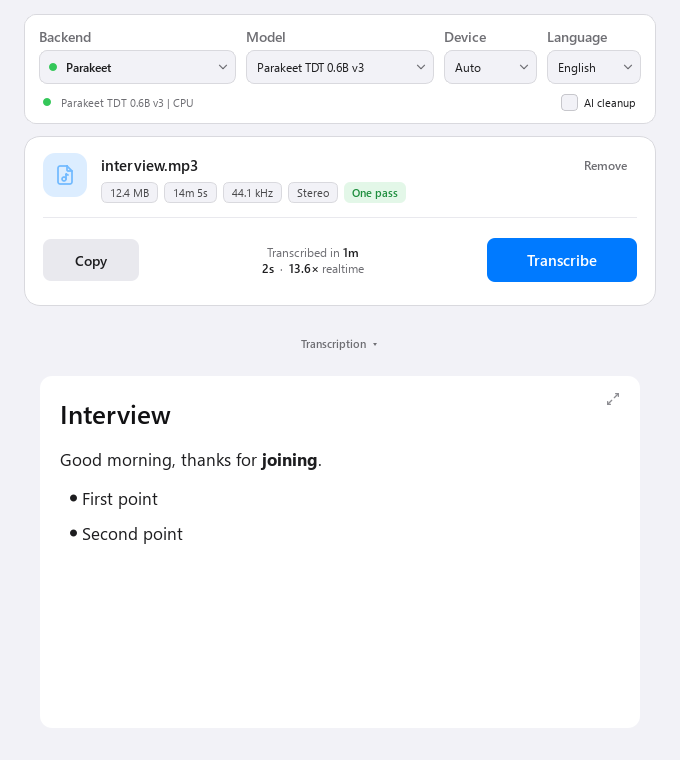 Backend Model Device Language
Parakeet Parakeet TDT 0.6B v3 Auto English
Parakeet TDT 0.6B v3 | CPU AI cleanup
interview.mp3 Remove
12.4 MB 14m 5s 44.1 kHz Stereo One pass
Copy Transcribed in 1m
2s · 13.6× realtime Transcribe
Transcription
Interview
Good morning, thanks for joining.
• First point
• Second point